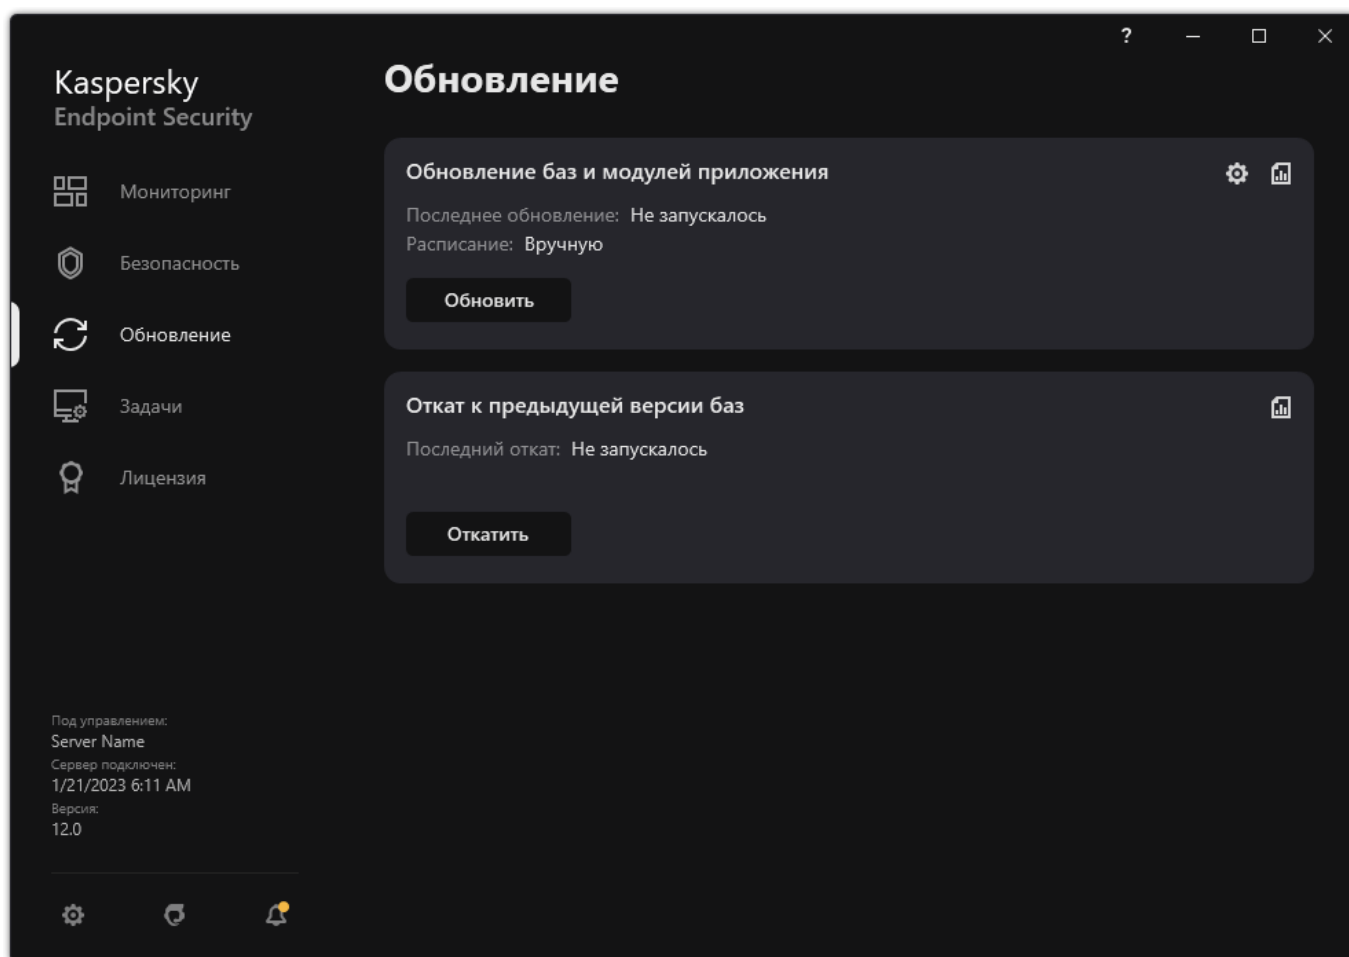 ?
Kaspersky
Endpoint Security
Мониторинг
Безопасность
Обновление
Задачи
Лицензия
Под управлением:
Server Name
Сервер подключен:
1/21/2023 6:11 AM
Версия:
12.0
Обновление
Обновление баз и модулей приложения
Последнее обновление: Не запускалось
Расписание: Вручную
Обновить
Откат к предыдущей версии баз
Последний откат: Не запускалось
Откатить